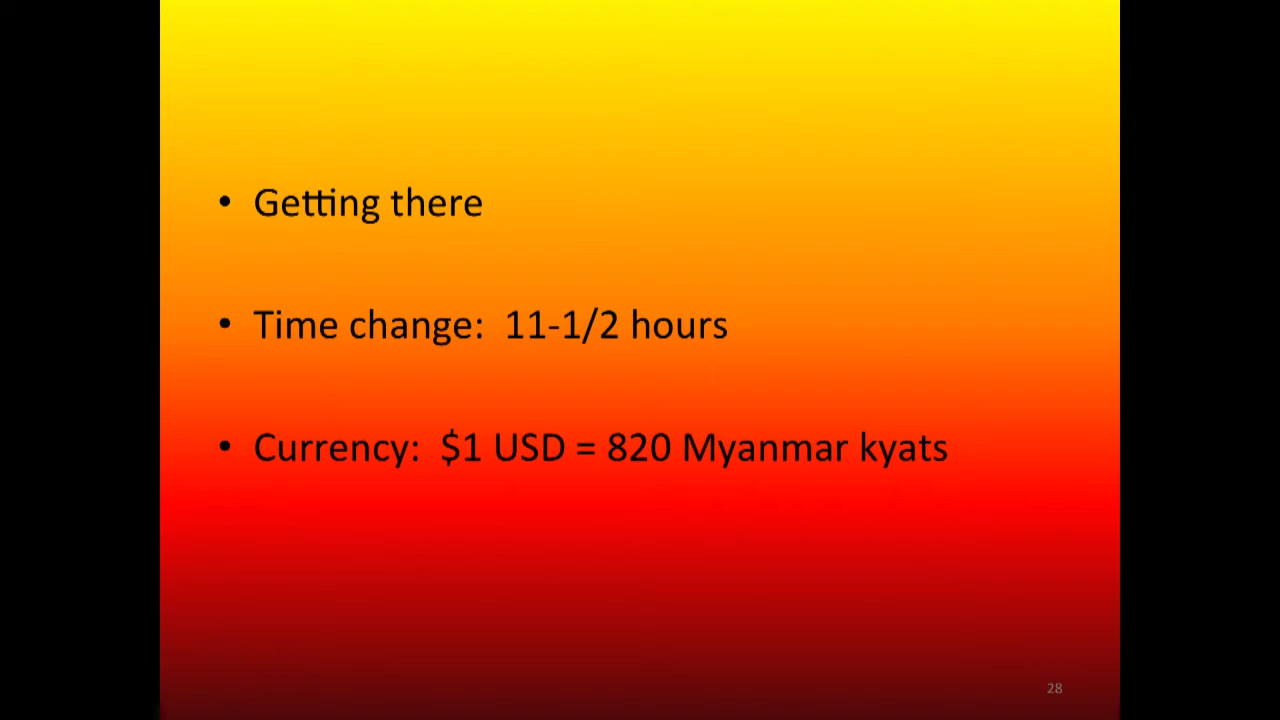 • Getting there
• Time change:  11-1/2 hours
• Currency:  $1 USD = 820 Myanmar kyats
28